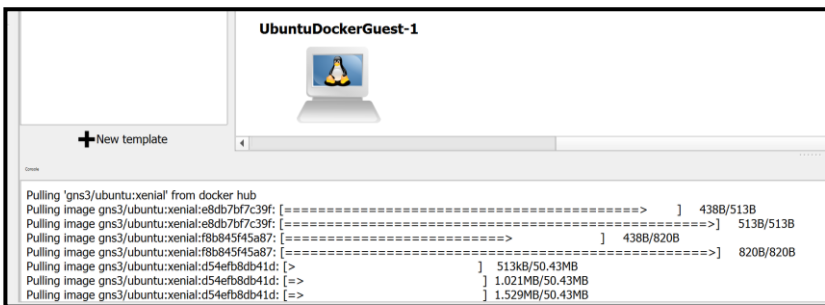 UbuntuDockerGuest-1
New template
Console
Pulling 'gns3/ubuntu:xenial' from docker hub
Pulling image gns3/ubuntu:xenial:e8db7bf7c39f: [==========================================>    ] 438B/513B
Pulling image gns3/ubuntu:xenial:e8db7bf7c39f: [==================================================>] 513B/513B
Pulling image gns3/ubuntu:xenial:f8b845f45a87: [==========================>          ] 438B/820B
Pulling image gns3/ubuntu:xenial:f8b845f45a87: [==================================================>] 820B/820B
Pulling image gns3/ubuntu:xenial:d54efb8db41d: [>                    ] 513kB/50.43MB
Pulling image gns3/ubuntu:xenial:d54efb8db41d: [=>                   ] 1.021MB/50.43MB
Pulling image gns3/ubuntu:xenial:d54efb8db41d: [=>                   ] 1.529MB/50.43MB